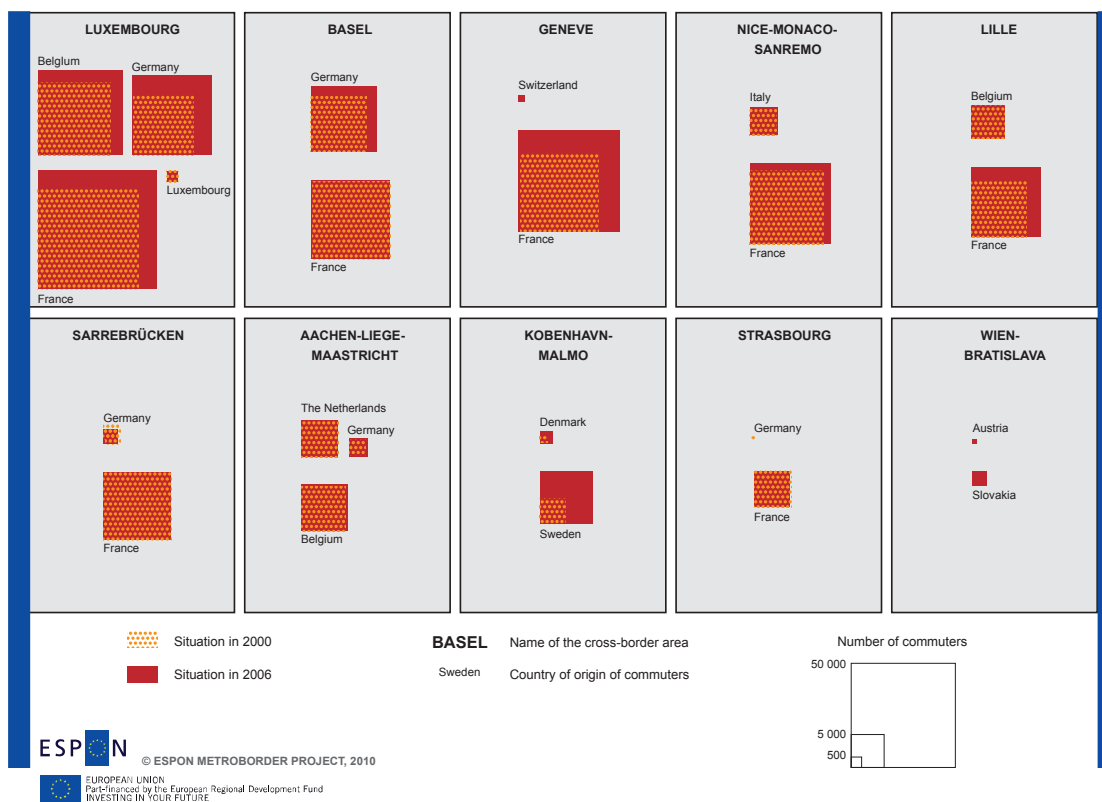 LUXEMBOURG
Belgium
Germany
Luxembourg
France
BASEL
Germany
France
GENEVE
Switzerland
France
NICE-MONACO-
SANREMO
Italy
France
LILLE
Belgium
France
SARREBRÜCKEN
Germany
France
AACHEN-LIEGE-
MAASTRICHT
The Netherlands
Germany
Belgium
KOBENHAVN-
MALMO
Denmark
Sweden
STRASBOURG
Germany
France
WIEN-
BRATISLAVA
Austria
Slovakia
Situation in 2000
Situation in 2006
BASEL Name of the cross-border area
Sweden Country of origin of commuters
Number of commuters
50 000
5 000
500
ESPON
© ESPON METROBORDER PROJECT, 2010
EUROPEAN UNION
Part-financed by the European Regional Development Fund
INVESTING IN YOUR FUTURE